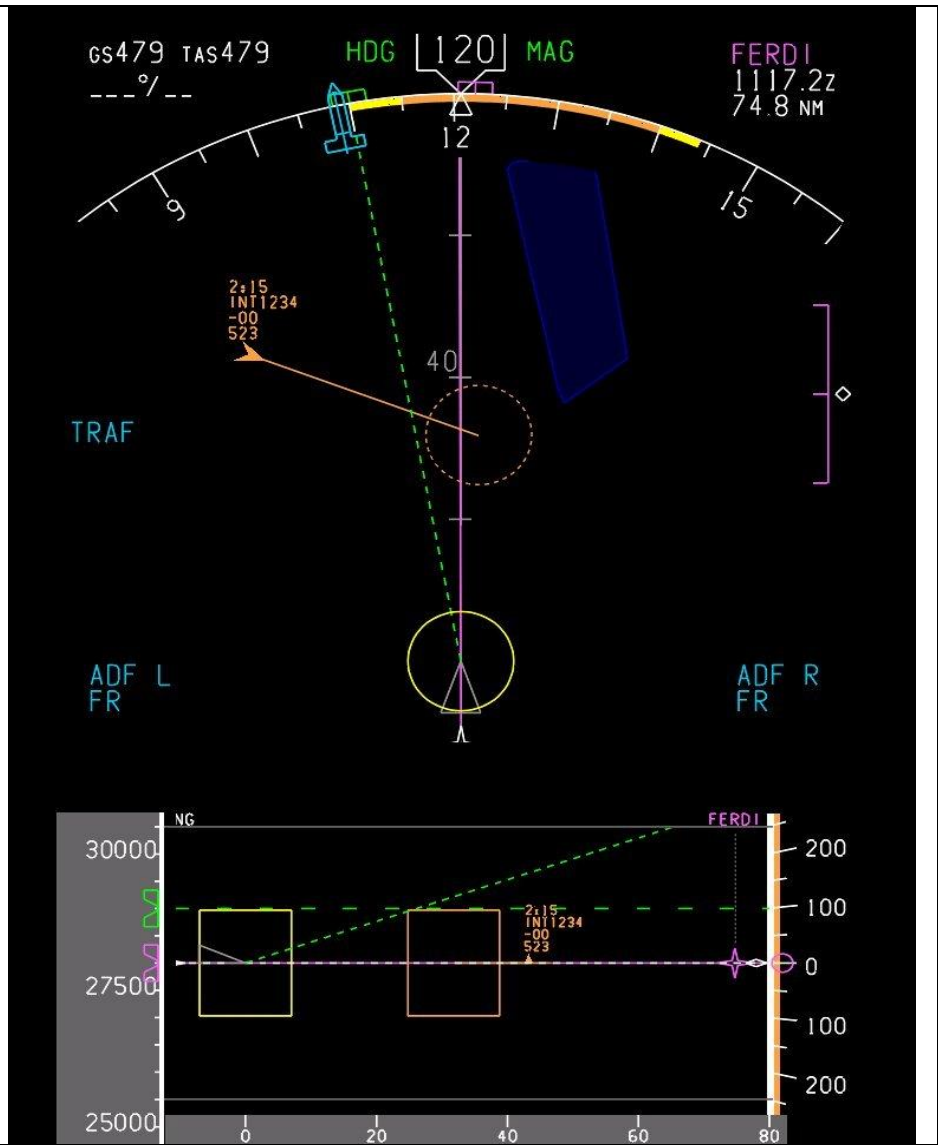 GS479 TAS479
---°/--
HDG 120 MAG
FERDI
1117.2z
74.8 NM
12
9
15
2:15
INT1234
-00
523
40
TRAF
ADF L
FR
ADF R
FR
NG
FERDI
30000
27500
25000
2:15
INT1234
-00
523
200
100
0
100
200
0
20
40
60
80